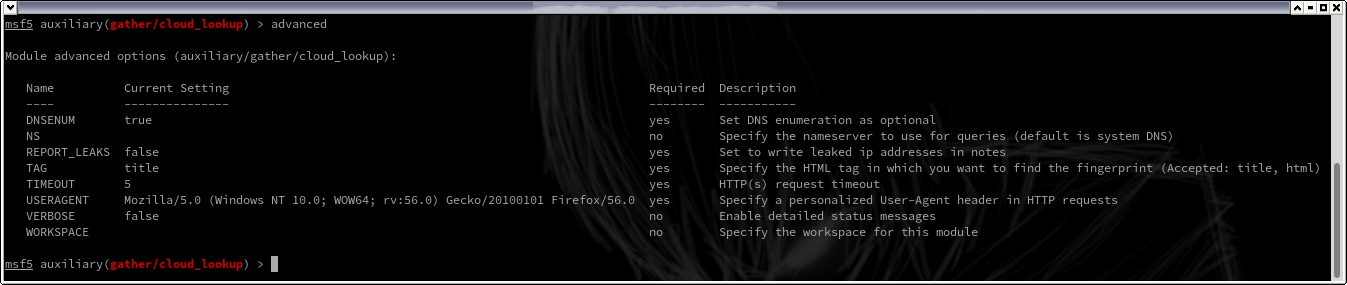 msf5 auxiliary(gather/cloud_lookup) > advanced
Module advanced options (auxiliary/gather/cloud_lookup):
Name Current Setting Required Description
---- --------------- -------- -----------
DNSENUM true yes Set DNS enumeration as optional
NS no Specify the nameserver to use for queries (default is system DNS)
REPORT_LEAKS false yes Set to write leaked ip addresses in notes
TAG title yes Specify the HTML tag in which you want to find the fingerprint (Accepted: title, html)
TIMEOUT 5 yes HTTP(s) request timeout
USERAGENT Mozilla/5.0 (Windows NT 10.0; WOW64; rv:56.0) Gecko/20100101 Firefox/56.0 yes Specify a personalized User-Agent header in HTTP requests
VERBOSE false no Enable detailed status messages
WORKSPACE no Specify the workspace for this module
msf5 auxiliary(gather/cloud_lookup) >